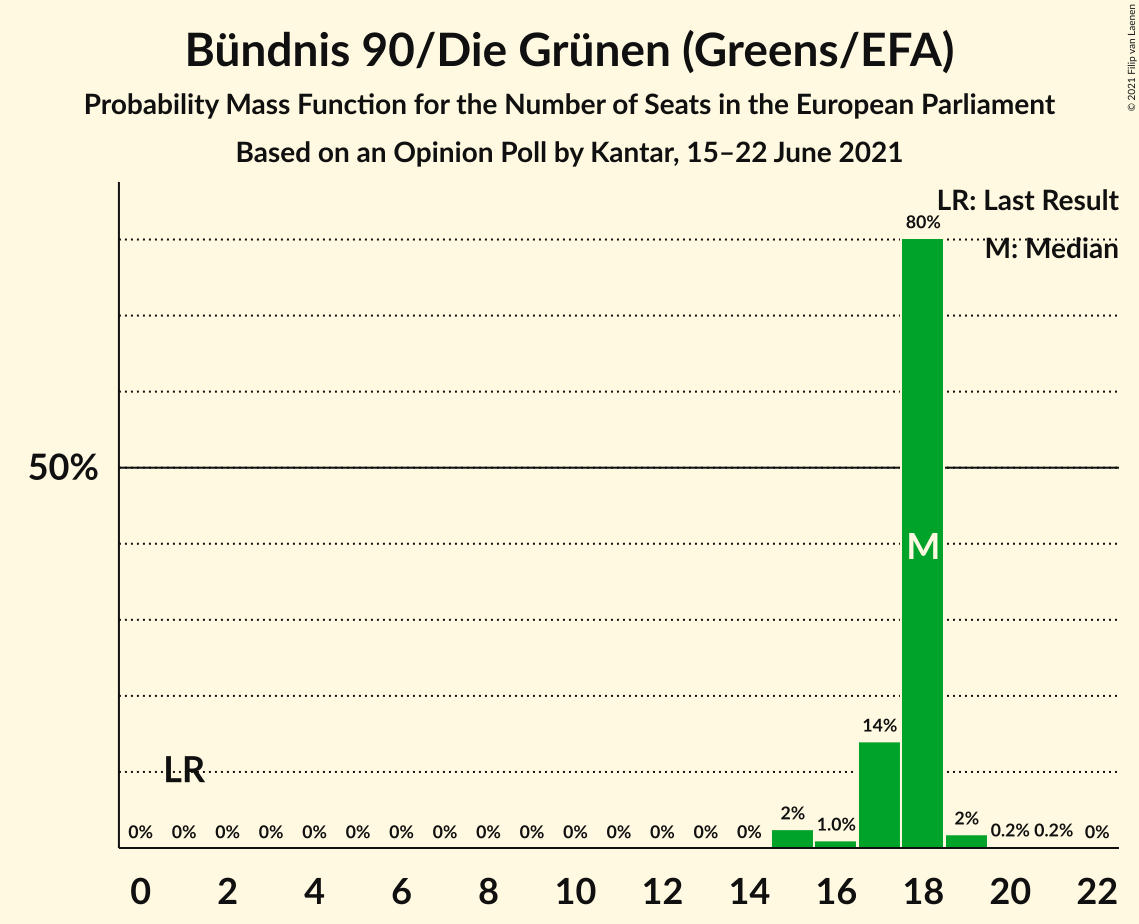 Bündnis 90/Die Grünen (Greens/EFA)
Probability Mass Function for the Number of Seats in the European Parliament
Based on an Opinion Poll by Kantar, 15–22 June 2021
© 2021 Filip van Laenen
LR: Last Result
M: Median
80%
50%
M
14%
LR
0% 0% 0% 0% 0% 0% 0% 0% 0% 0% 0% 0% 0% 0% 0% 2% 1.0% 2% 0.2% 0.2% 0%
0 2 4 6 8 10 12 14 16 18 20 22